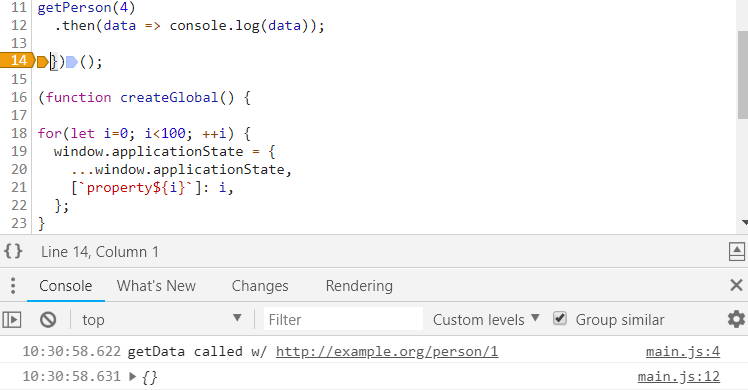 11 getPerson(4)
12 .then(data => console.log(data));
13
14 }) ();
15
16 (function createGlobal() {
17
18 for(let i=0; i<100; ++i) {
19 window.applicationState = {
20 ...window.applicationState,
21 [`property${i}`]: i,
22 };
23 }
{} Line 14, Column 1
Console What's New Changes Rendering
top Filter Custom levels Group similar
10:30:58.622 getData called w/ http://example.org/person/1 main.js:4
10:30:58.631 {} main.js:12